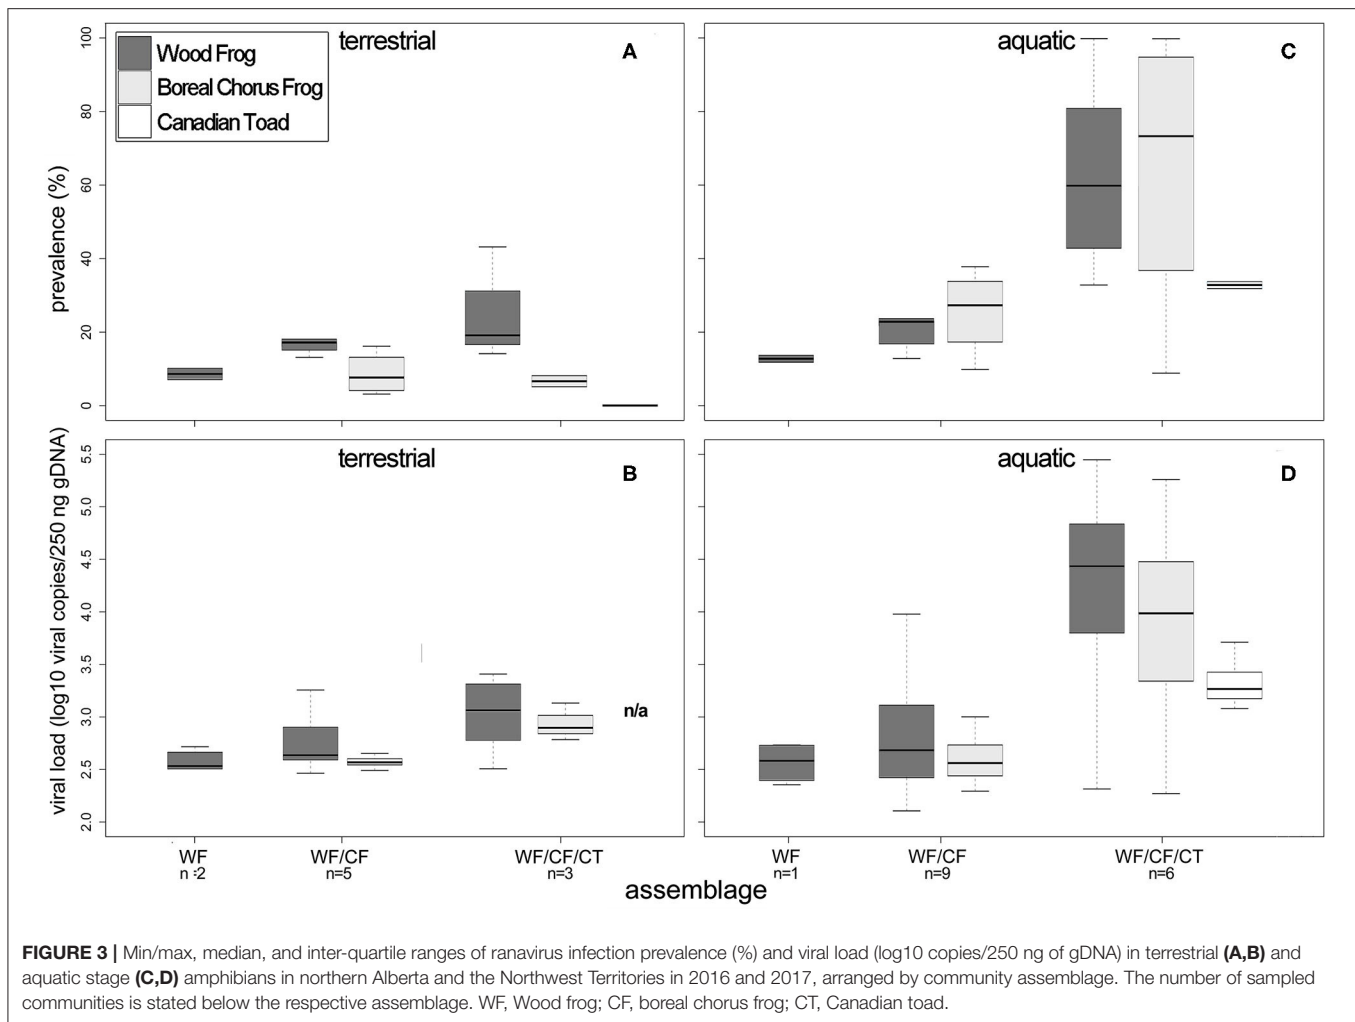 terrestrial
A
Wood Frog
Boreal Chorus Frog
Canadian Toad
prevalence (%)
100
80
60
40
20
0
aquatic
C
terrestrial
B
viral load (log10 viral copies/250 ng gDNA)
5.5
5.0
4.5
4.0
3.5
3.0
2.5
2.0
n/a
aquatic
D
WF
n :2
WF/CF
n=5
WF/CF/CT
n=3
WF
n=1
WF/CF
n=9
WF/CF/CT
n=6
assemblage
FIGURE 3 | Min/max, median, and inter-quartile ranges of ranavirus infection prevalence (%) and viral load (log10 copies/250 ng of gDNA) in terrestrial (A,B) and
aquatic stage (C,D) amphibians in northern Alberta and the Northwest Territories in 2016 and 2017, arranged by community assemblage. The number of sampled
communities is stated below the respective assemblage. WF, Wood frog; CF, boreal chorus frog; CT, Canadian toad.